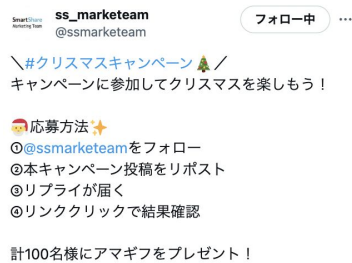 SmartShare
Marketing Team
ss_marketeam
@ssmarketeam
フォロー中
＼#クリスマスキャンペーン🎄／
キャンペーンに参加してクリスマスを楽しもう！
🎅応募方法✨
①@ssmarketeamをフォロー
②本キャンペーン投稿をリポスト
③リプライが届く
④リンククリックで結果確認
計100名様にアマギフをプレゼント！